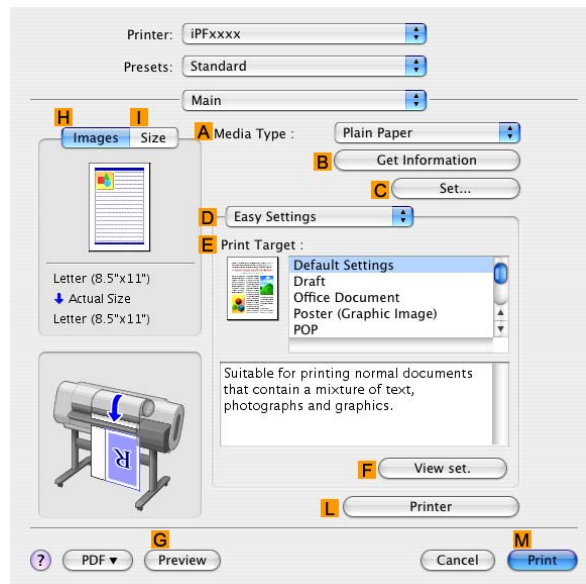 Printer: iPFxxxx
Presets: Standard
Main
H I
Images Size
A Media Type : Plain Paper
B Get Information
C Set...
D Easy Settings
E Print Target :
Default Settings
Draft
Office Document
Poster (Graphic Image)
POP
Letter (8.5"x11")
Actual Size
Letter (8.5"x11")
Suitable for printing normal documents
that contain a mixture of text,
photographs and graphics.
R
F View set.
L Printer
G M
? PDF▼ Preview Cancel Print